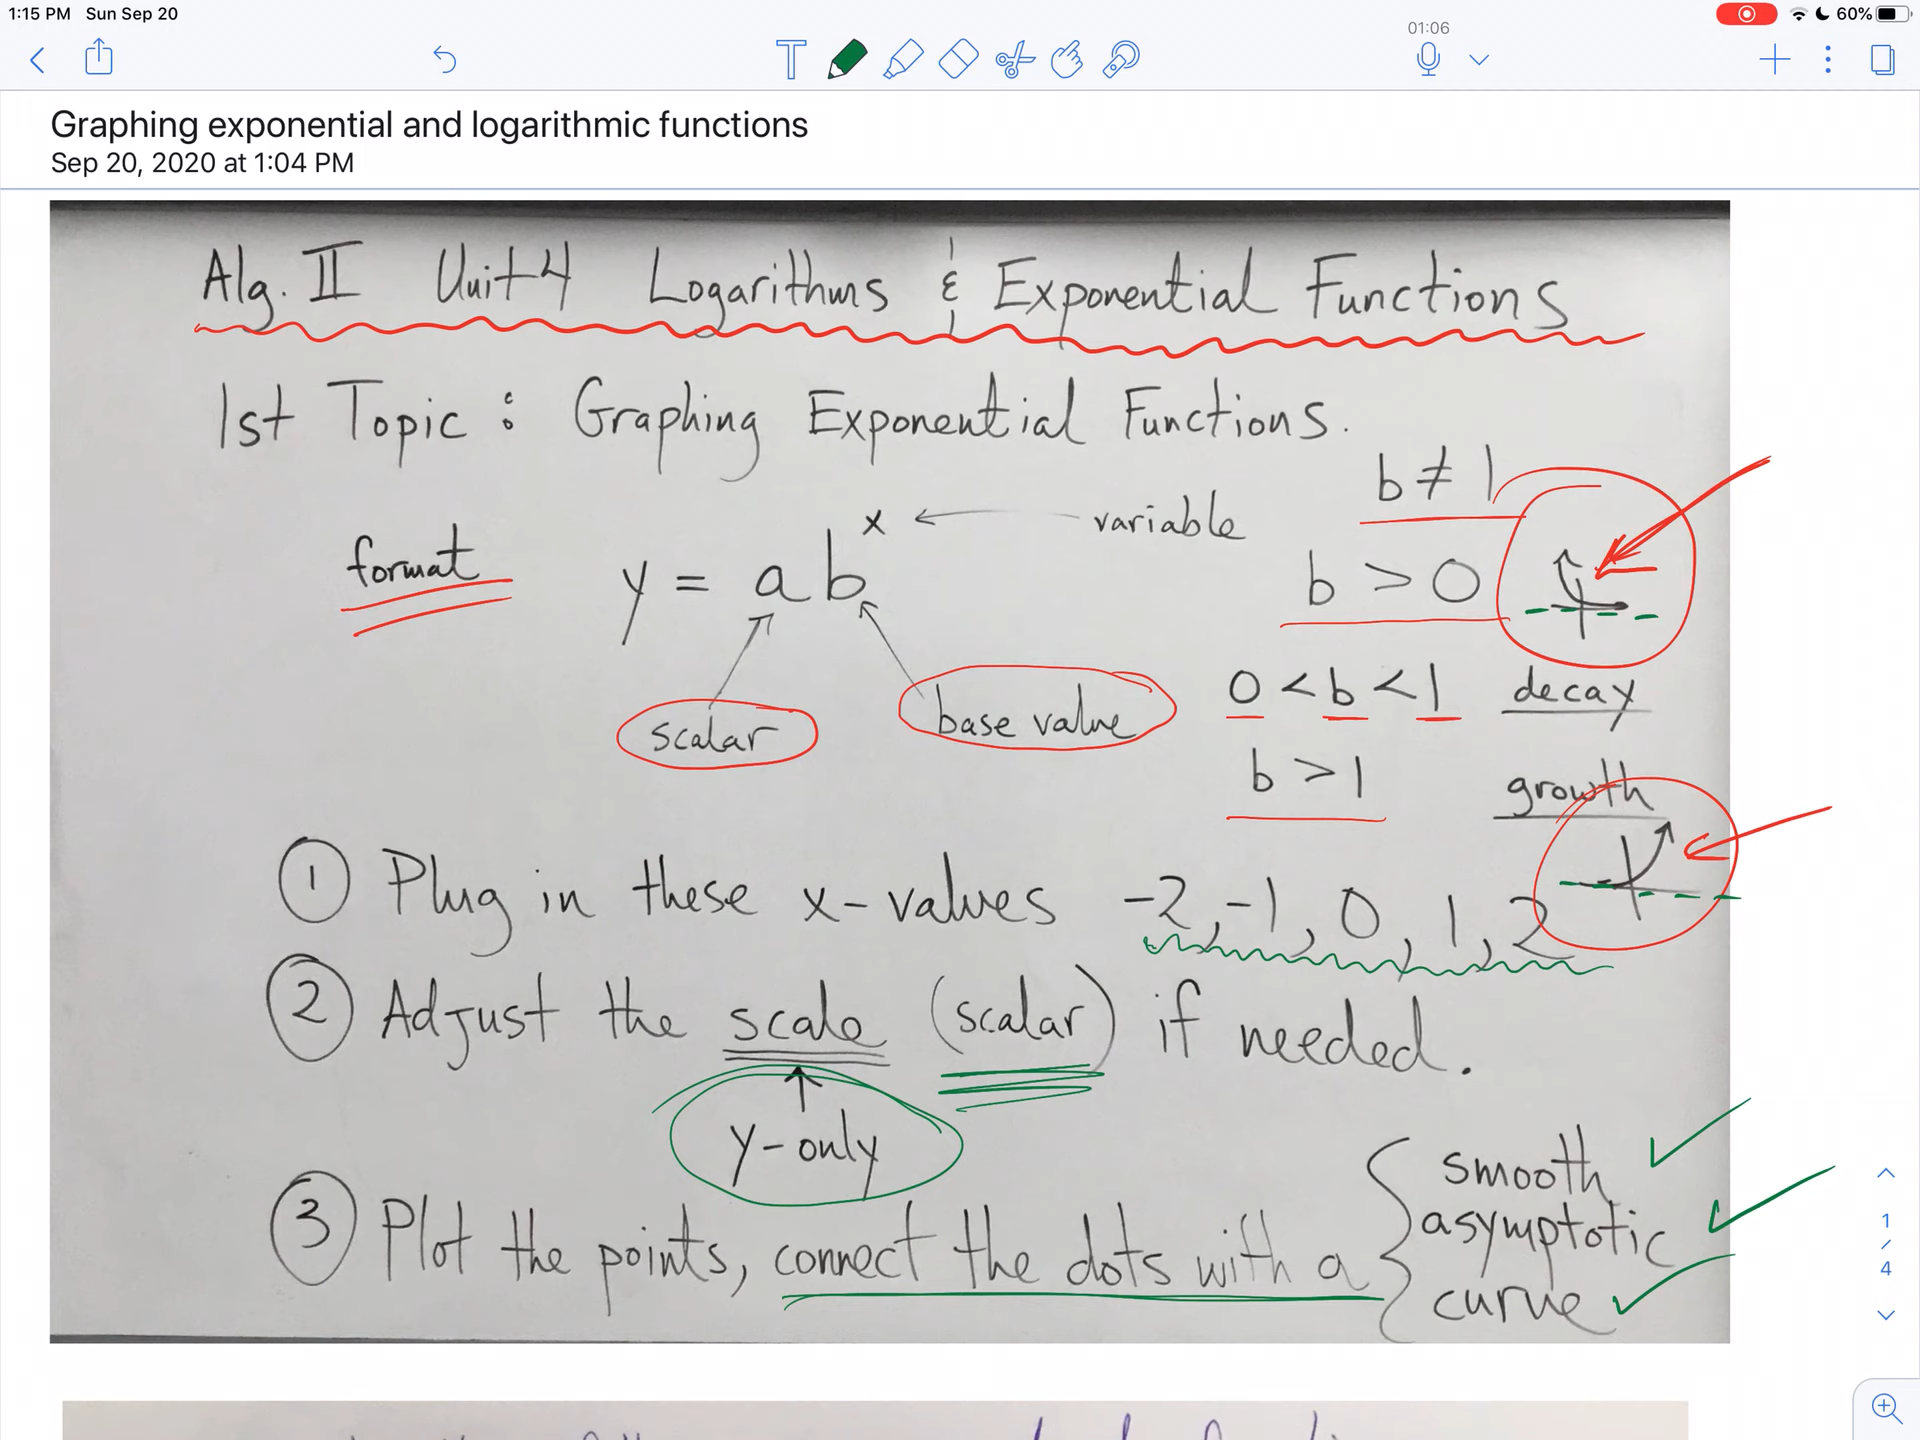 1:15 PM Sun Sep 20
60%
01:06
Graphing exponential and logarithmic functions
Sep 20, 2020 at 1:04 PM
Alg. II Unit 4 Logarithms & Exponential Functions
1st Topic : Graphing Exponential Functions.
b ≠ 1
format y = ab^x ← variable
b > 0
scalar base value
0 < b < 1 decay
b > 1 growth
① Plug in these x-values -2, -1, 0, 1, 2
② Adjust the scale (scalar) if needed.
y-only
③ Plot the points, connect the dots with a { smooth
asymptotic
curve
1
/
4